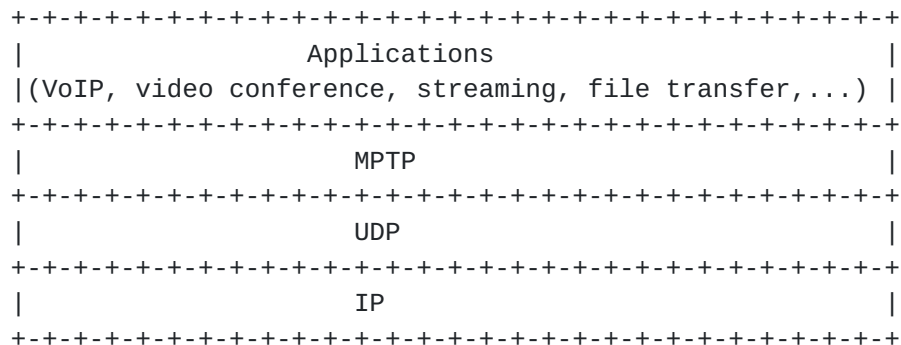 +-+-+-+-+-+-+-+-+-+-+-+-+-+-+-+-+-+-+-+-+-+-+-+-+-+-+-+-+
|                  Applications                         |
|(VoIP, video conference, streaming, file transfer,...) |
+-+-+-+-+-+-+-+-+-+-+-+-+-+-+-+-+-+-+-+-+-+-+-+-+-+-+-+-+
|                     MPTP                              |
+-+-+-+-+-+-+-+-+-+-+-+-+-+-+-+-+-+-+-+-+-+-+-+-+-+-+-+-+
|                     UDP                               |
+-+-+-+-+-+-+-+-+-+-+-+-+-+-+-+-+-+-+-+-+-+-+-+-+-+-+-+-+
|                     IP                                |
+-+-+-+-+-+-+-+-+-+-+-+-+-+-+-+-+-+-+-+-+-+-+-+-+-+-+-+-+